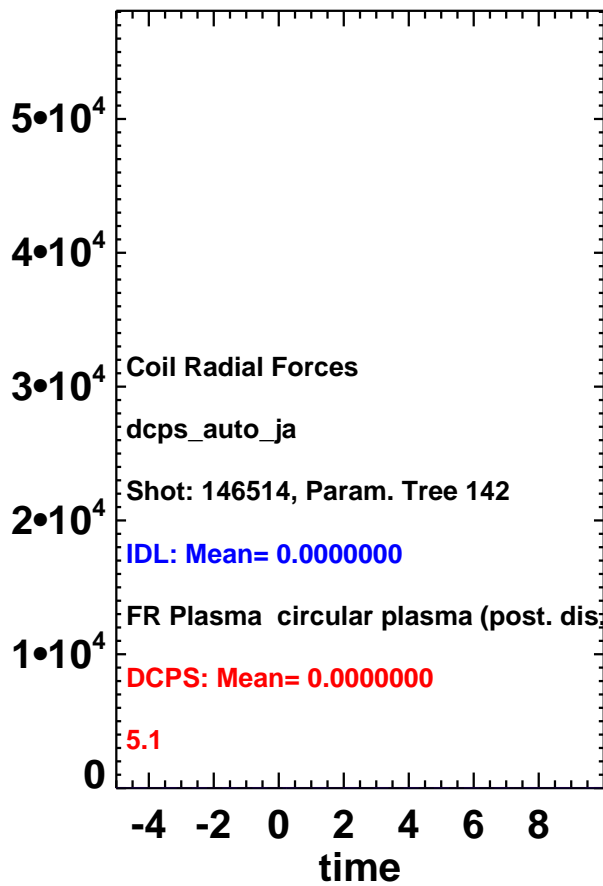 5•10⁴
4•10⁴
3•10⁴
Coil Radial Forces
dcps_auto_ja
Shot: 146514, Param. Tree 142
2•10⁴
IDL: Mean= 0.0000000
FR Plasma  circular plasma (post. dis
1•10⁴
DCPS: Mean= 0.0000000
5.1
0
-4 -2 0 2 4 6 8
time